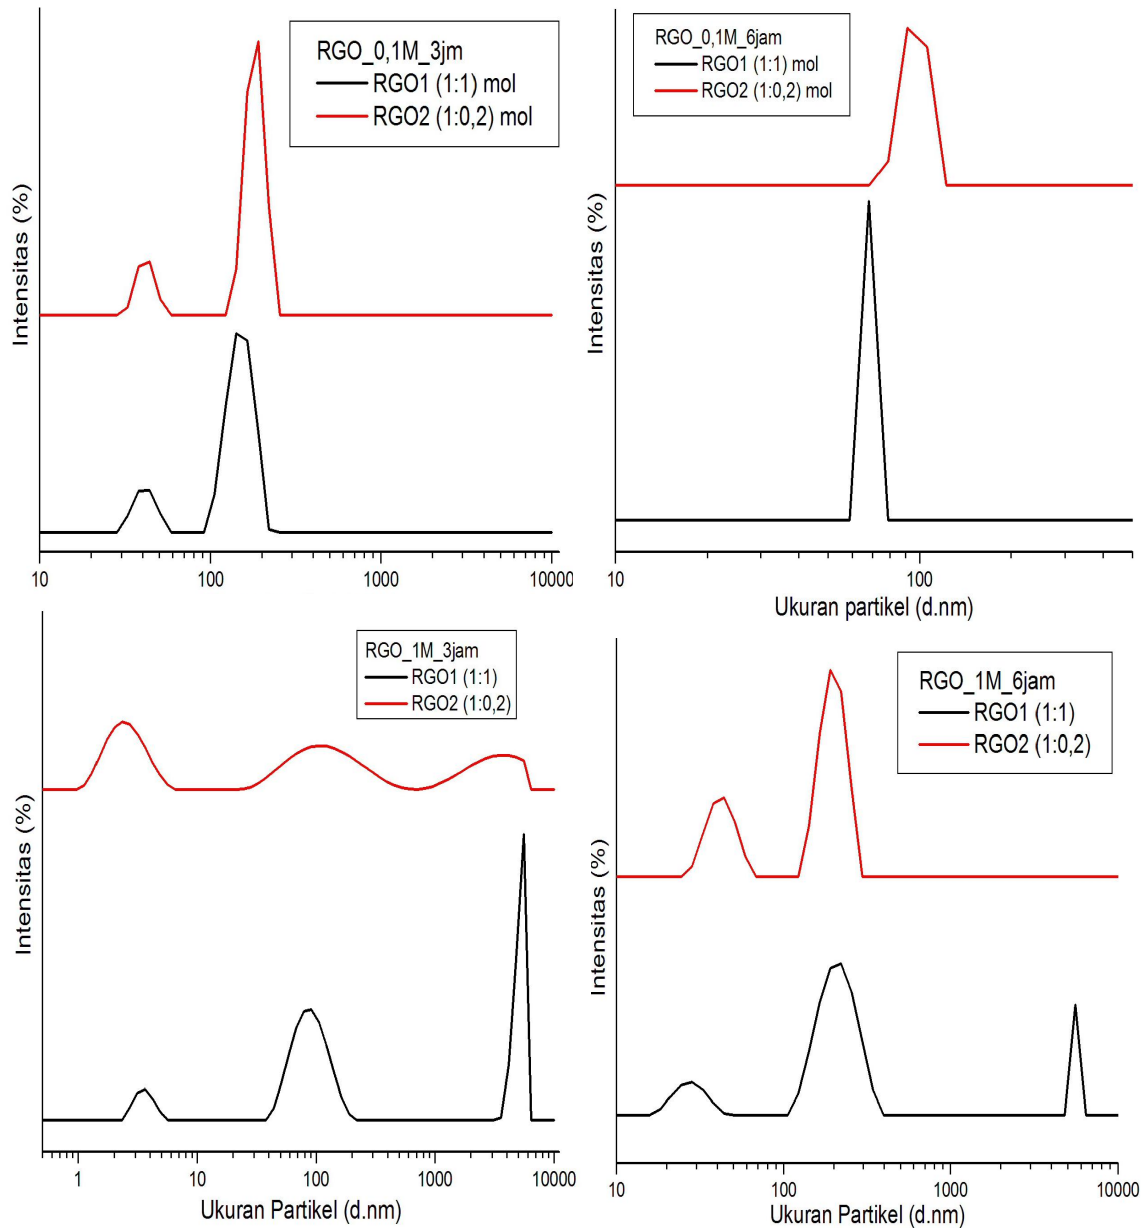 RGO_0,1M_3jm
RGO1 (1:1) mol
RGO2 (1:0,2) mol
Intensitas (%)
10 100 1000 10000
RGO_0,1M_6jam
RGO1 (1:1) mol
RGO2 (1:0,2) mol
Intensitas (%)
10 100
Ukuran partikel (d.nm)
RGO_1M_3jam
RGO1 (1:1)
RGO2 (1:0,2)
Intensitas (%)
1 10 100 1000 10000
Ukuran Partikel (d.nm)
RGO_1M_6jam
RGO1 (1:1)
RGO2 (1:0,2)
Intensitas (%)
10 100 1000 10000
Ukuran Partikel (d.nm)